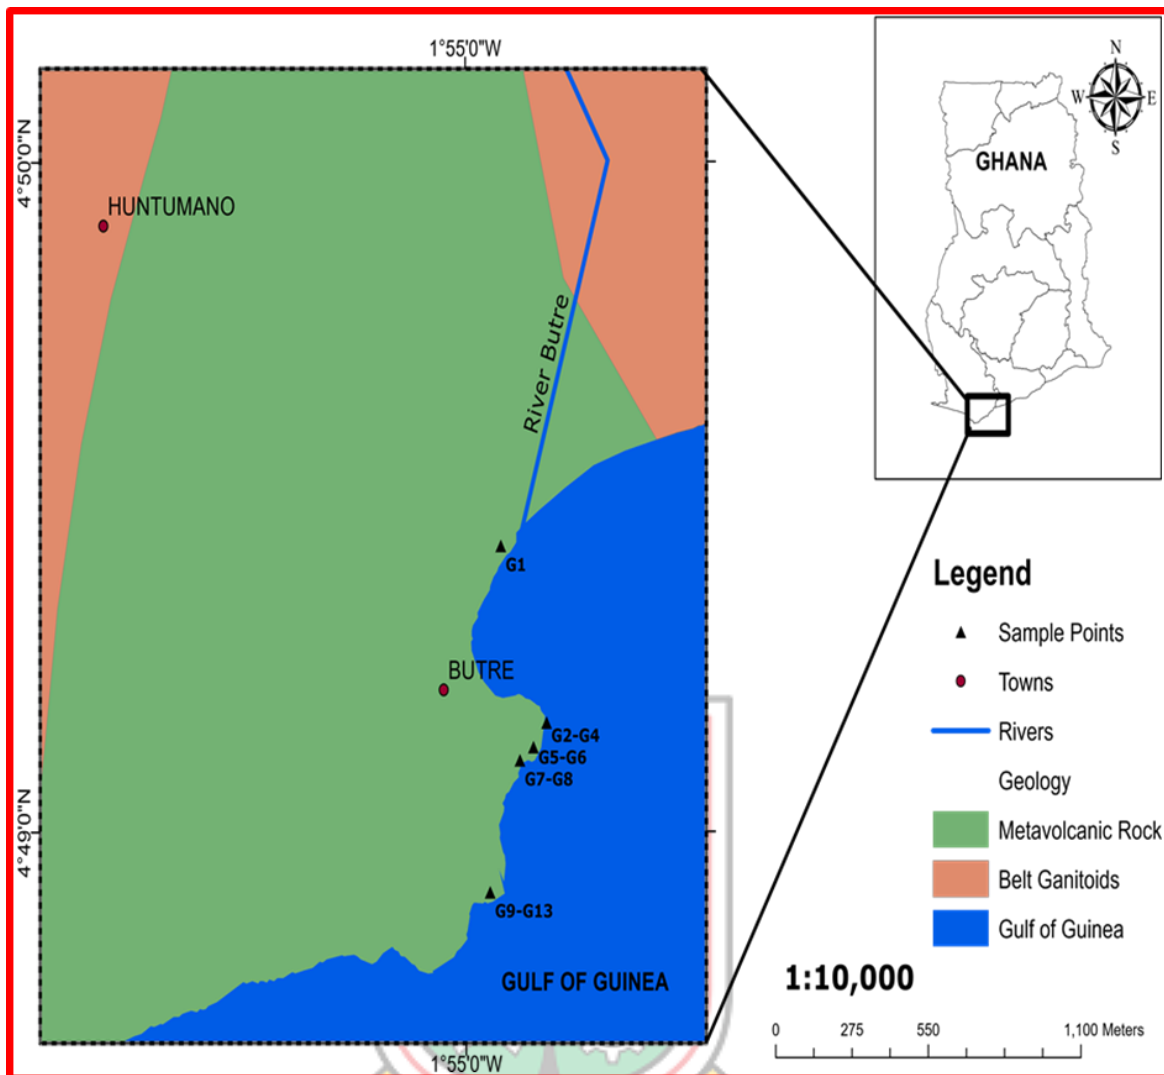 1°55'0"W
4°50'0"N
HUNTUMANO
River Butre
G1
BUTRE
G2-G4
G5-G6
G7-G8
4°49'0"N
G9-G13
GULF OF GUINEA
1°55'0"W
N
W E
S
GHANA
Legend
Sample Points
Towns
Rivers
Geology
Metavolcanic Rock
Belt Ganitoids
Gulf of Guinea
1:10,000
0 275 550 1,100 Meters